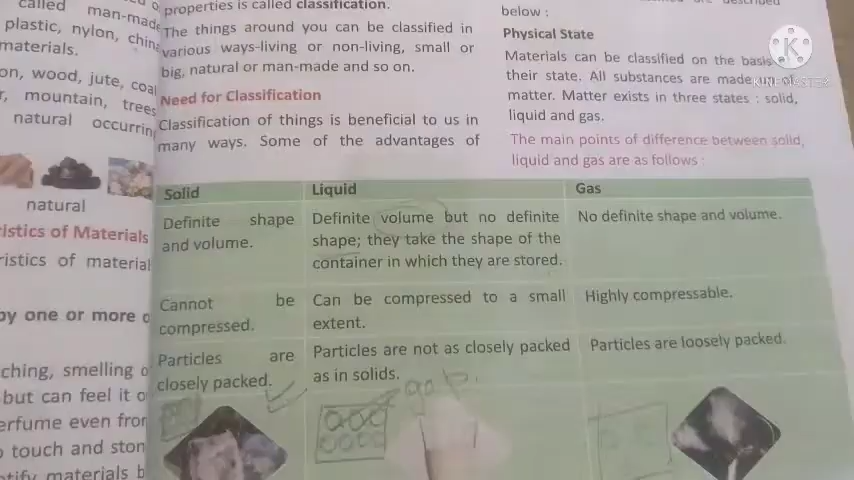 called man-made
plastic, nylon,
materials.
wood, jute, coal
mountain, trees
natural
natural
of Materials
of material
by one or more
smelling
but can feel it
even
touch and
materials
properties is called classification.
The things around you can be classified in
various ways-living or non-living, small or
big, natural or man-made and so on.
Need for Classification
Classification of things is beneficial to us in
many ways. Some of the advantages of
described
below :
Physical State
Materials can be classified on the basis of
their state. All substances are made up of
matter. Matter exists in three states : solid,
liquid and gas.
The main points of difference between solid,
liquid and gas are as follows :
K
KINEMASTER
Solid Liquid Gas
Definite shape
and volume.
Definite volume but no definite
shape; they take the shape of the
container in which they are stored.
No definite shape and volume.
Cannot be
compressed.
Can be compressed to a small
extent.
Highly compressable.
Particles are
closely packed.
Particles are not as closely packed
as in solids.
Particles are loosely packed.
gap.